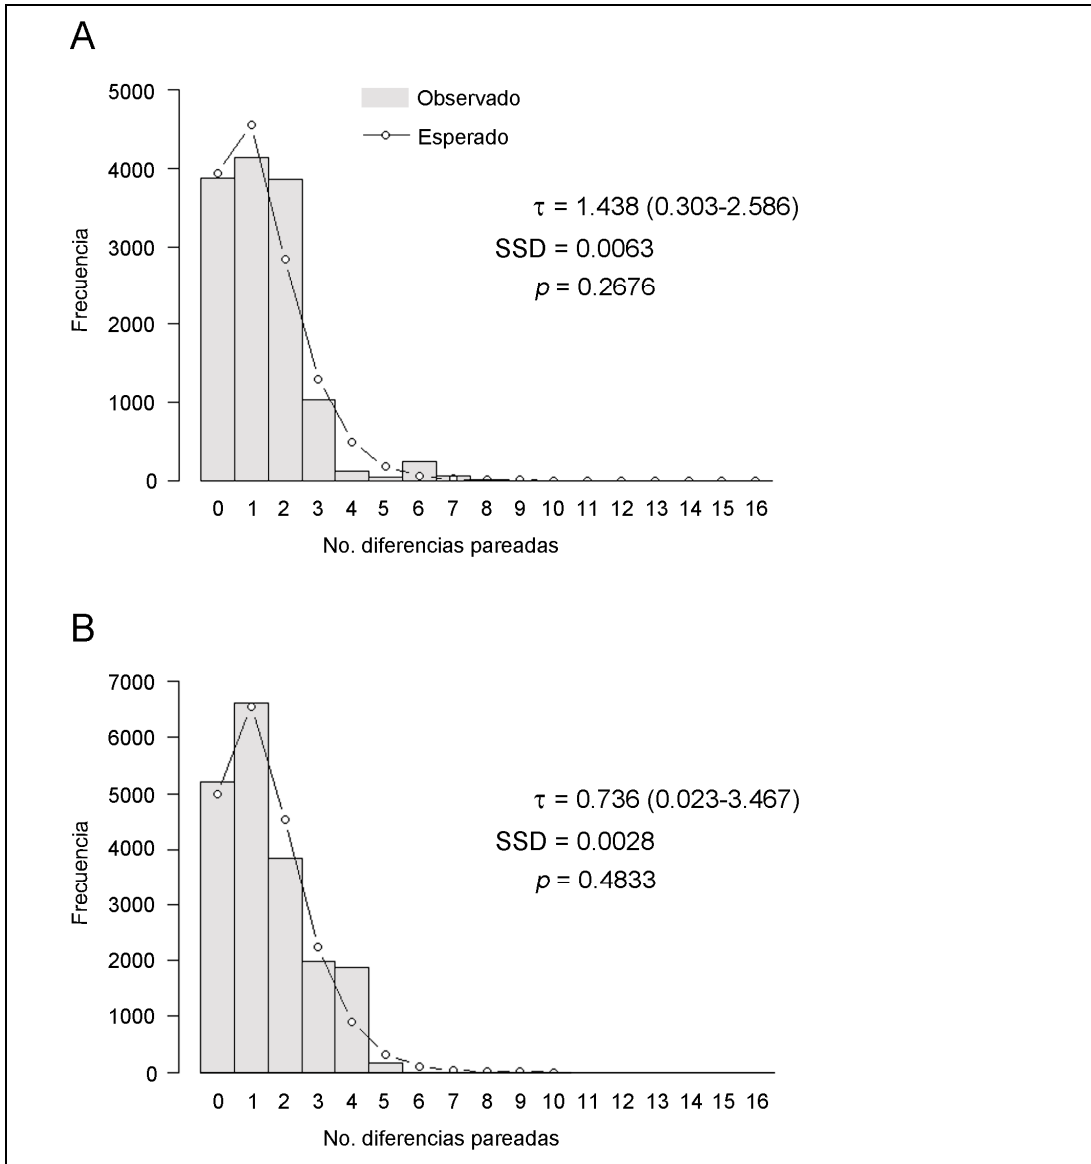 A
5000
4000
3000
2000
1000
0
Frecuencia
Observado
Esperado
τ = 1.438 (0.303-2.586)
SSD = 0.0063
p = 0.2676
0 1 2 3 4 5 6 7 8 9 10 11 12 13 14 15 16
No. diferencias pareadas
B
7000
6000
5000
4000
3000
2000
1000
0
Frecuencia
τ = 0.736 (0.023-3.467)
SSD = 0.0028
p = 0.4833
0 1 2 3 4 5 6 7 8 9 10 11 12 13 14 15 16
No. diferencias pareadas